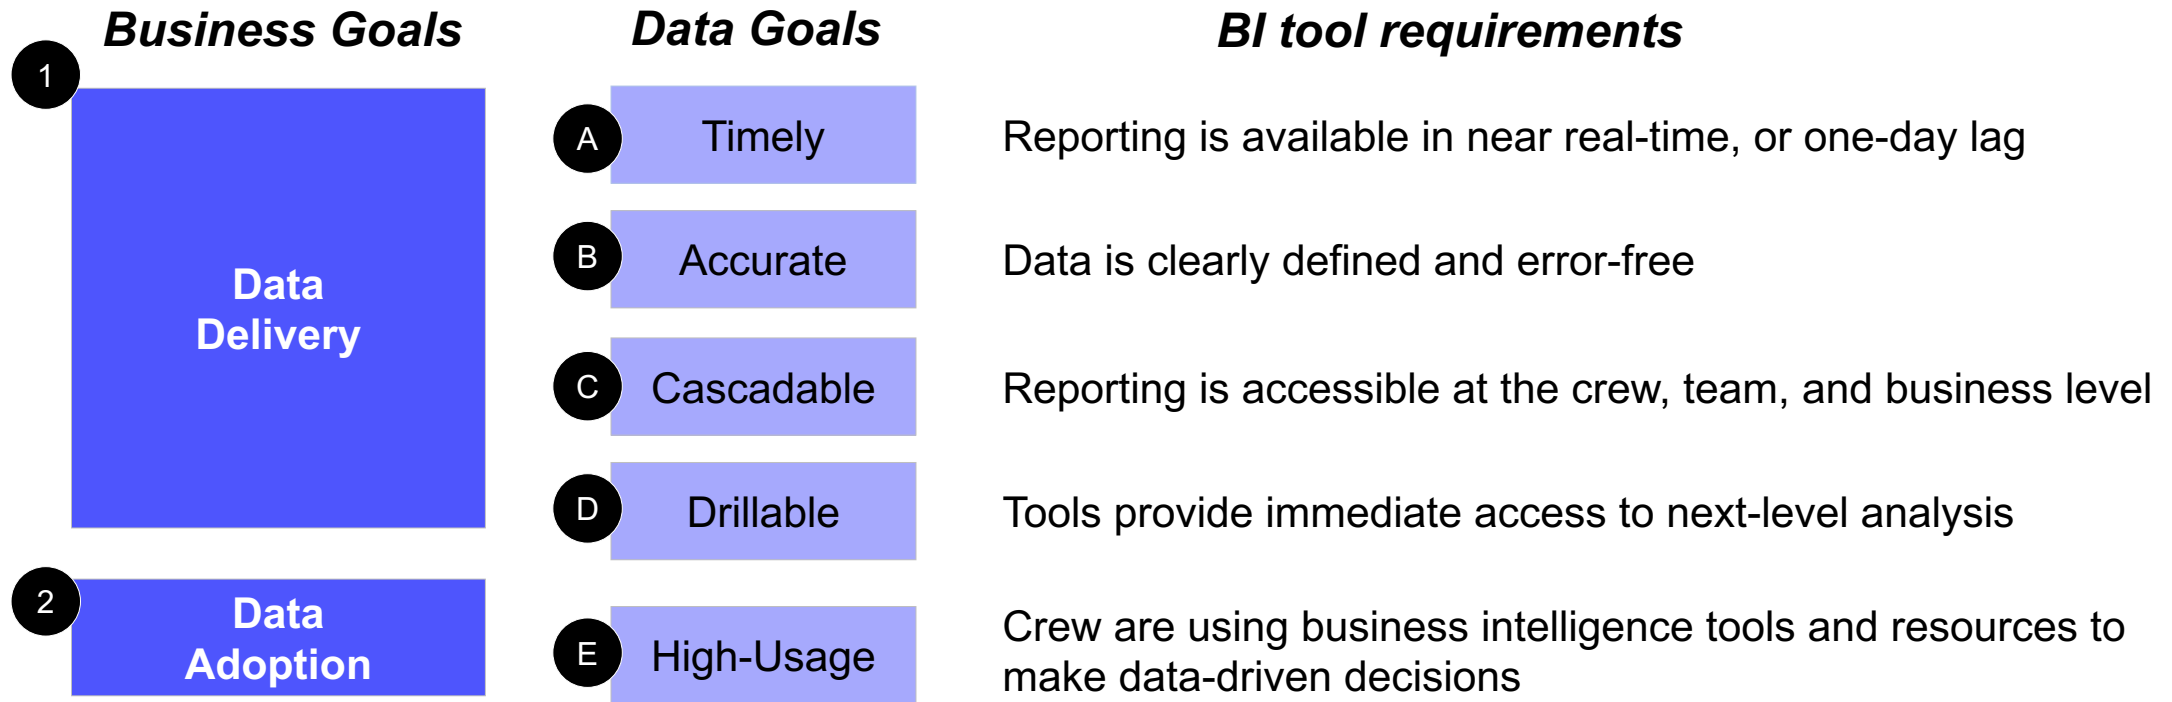 Business Goals
Data Goals
BI tool requirements
1
Data
Delivery
A
Timely
Reporting is available in near real-time, or one-day lag
B
Accurate
Data is clearly defined and error-free
C
Cascadable
Reporting is accessible at the crew, team, and business level
D
Drillable
Tools provide immediate access to next-level analysis
2
Data
Adoption
E
High-Usage
Crew are using business intelligence tools and resources to
make data-driven decisions